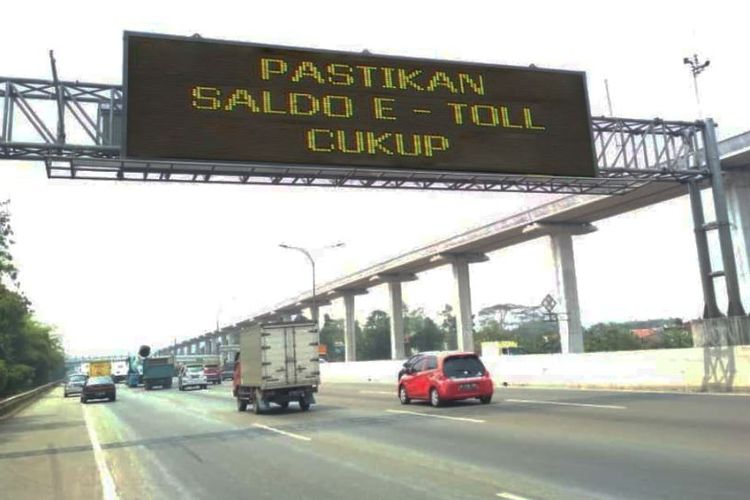 PASTIKAN
SALDO E - TOLL
CUKUP